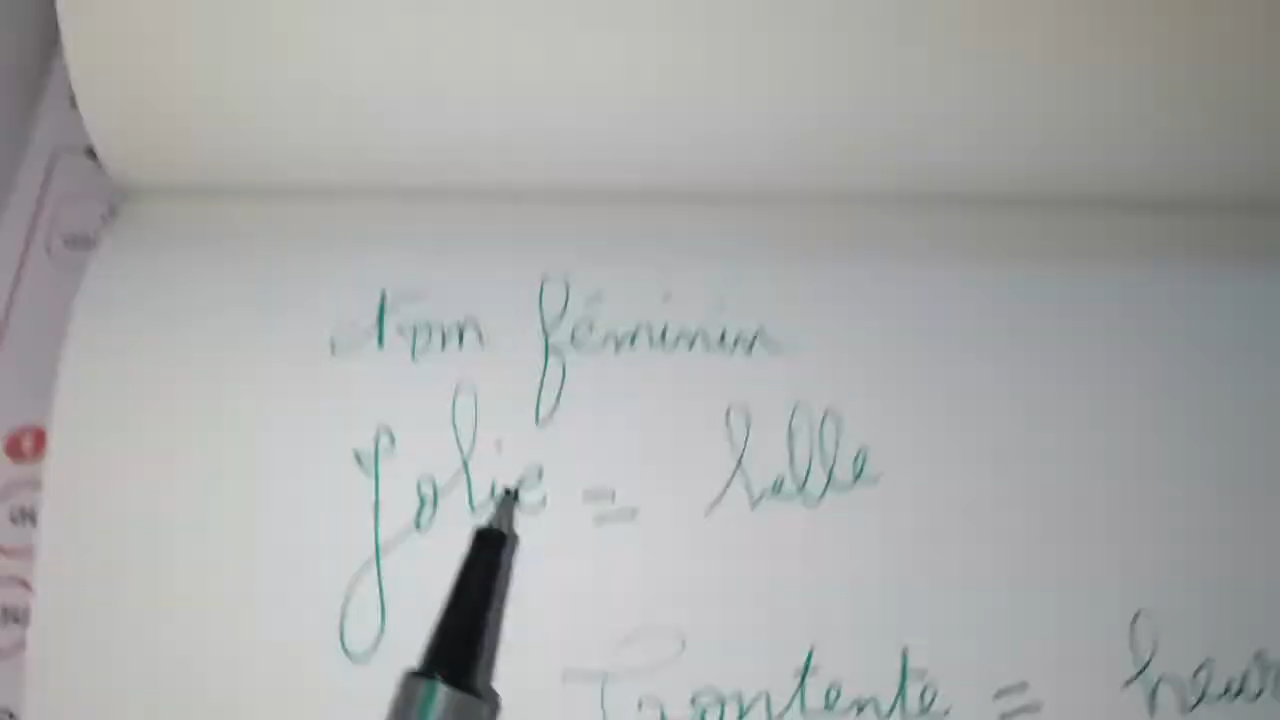 Nom féminin
Jolie = belle
Contente =